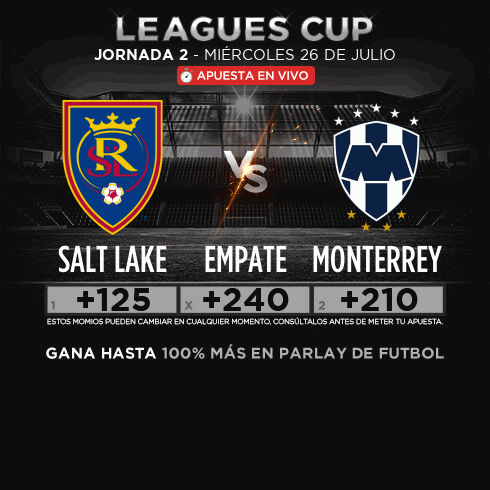 LEAGUES CUP
JORNADA 2 - MIÉRCOLES 26 DE JULIO
APUESTA EN VIVO
RSL
VS
M
SALT LAKE EMPATE MONTERREY
1 +125 X +240 2 +210
ESTOS MOMIOS PUEDEN CAMBIAR EN CUALQUIER MOMENTO, CONSÚLTALOS ANTES DE METER TU APUESTA.
GANA HASTA 100% MÁS EN PARLAY DE FUTBOL